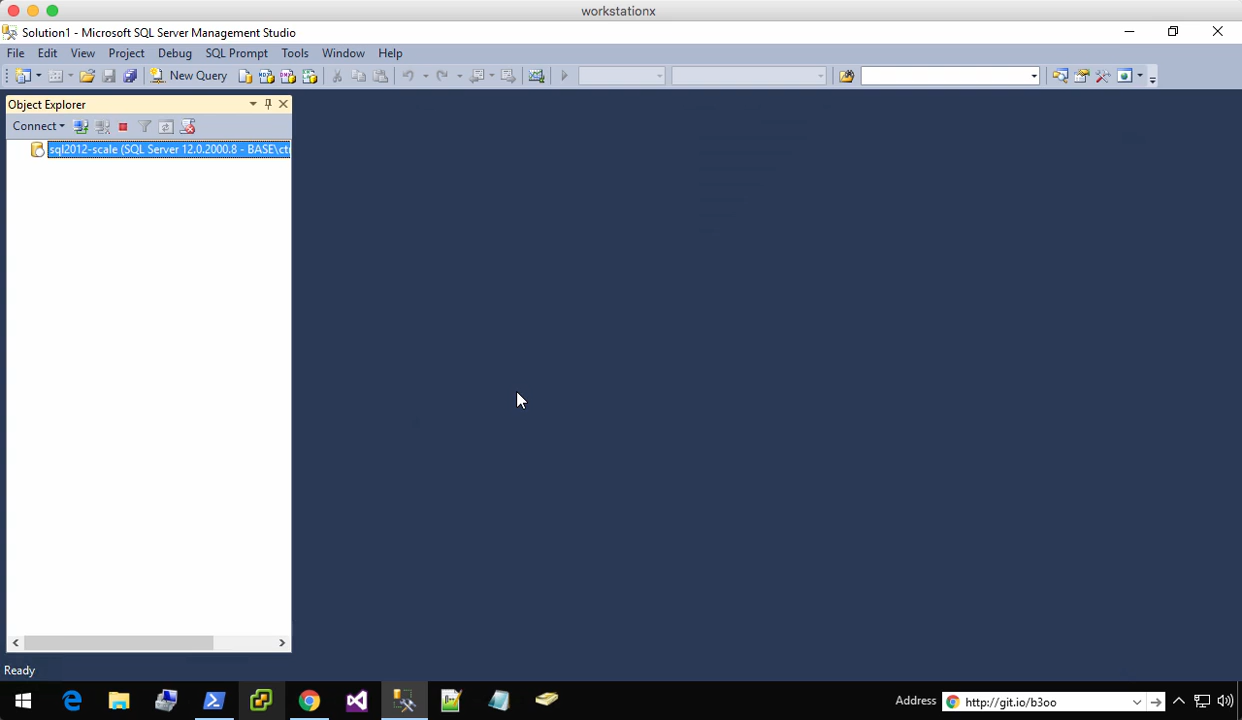 workstationx
Solution1 - Microsoft SQL Server Management Studio
File Edit View Project Debug SQL Prompt Tools Window Help
New Query
Object Explorer
Connect
sql2012-scale (SQL Server 12.0.2000.8 - BASE\ctr
Ready
Address http://git.io/b3oo